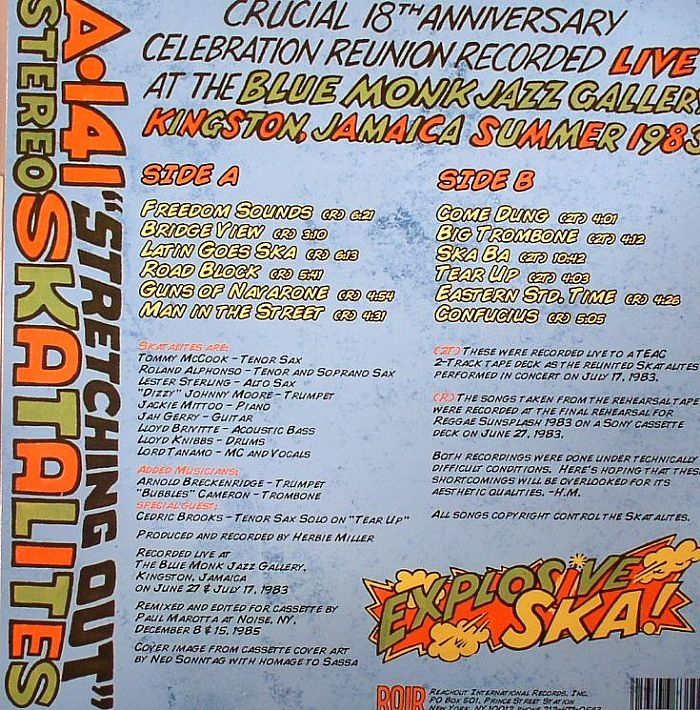 CRUCIAL 18TH ANNIVERSARY
CELEBRATION REUNION RECORDED LIVE
AT THE BLUE MONK JAZZ GALLERY
KINGSTON, JAMAICA SUMMER 1983
A·141 "STRETCHING OUT"
STEREO SKATALITES
SIDE A
FREEDOM SOUNDS (R) 6:21
BRIDGE VIEW (R) 3:10
LATIN GOES SKA (R) 6:13
ROAD BLOCK (R) 5:41
GUNS OF NAVARONE (R) 4:54
MAN IN THE STREET (R) 4:31
SIDE B
COME DUNG (2T) 4:01
BIG TROMBONE (2T) 4:12
SKA BA (2T) 10:42
TEAR UP (2T) 4:03
EASTERN STD. TIME (R) 4:26
CONFUCIUS (R) 5:05
SKATALITES ARE:
TOMMY MCCOOK - TENOR SAX
ROLAND ALPHONSO - TENOR AND SOPRANO SAX
LESTER STERLING - ALTO SAX
"DIZZY" JOHNNY MOORE - TRUMPET
JACKIE MITTOO - PIANO
JAH GERRY - GUITAR
LLOYD BRIVITTE - ACOUSTIC BASS
LLOYD KNIBBS - DRUMS
LORD TANAMO - MC AND VOCALS
ADDED MUSICIANS:
ARNOLD BRECKENRIDGE - TRUMPET
"BUBBLES" CAMERON - TROMBONE
SPECIAL GUEST:
CEDRIC BROOKS - TENOR SAX SOLO ON "TEAR UP"
PRODUCED AND RECORDED BY HERBIE MILLER
RECORDED LIVE AT
THE BLUE MONK JAZZ GALLERY,
KINGSTON, JAMAICA
ON JUNE 27 & JULY 17, 1983
REMIXED AND EDITED FOR CASSETTE BY
PAUL MAROTTA AT NOISE, NY,
DECEMBER 8 & 15, 1985
COVER IMAGE FROM CASSETTE COVER ART
BY NED SONNTAG WITH HOMAGE TO SASSA
(2T) THESE WERE RECORDED LIVE TO A TEAC
2-TRACK TAPE DECK AS THE REUNITED SKATALITES
PERFORMED IN CONCERT ON JULY 17, 1983.
(R) THE SONGS TAKEN FROM THE REHEARSAL TAPE
WERE RECORDED AT THE FINAL REHEARSAL FOR
REGGAE SUNSPLASH 1983 ON A SONY CASSETTE
DECK ON JUNE 27, 1983.
BOTH RECORDINGS WERE DONE UNDER TECHNICALLY
DIFFICULT CONDITIONS. HERE'S HOPING THAT THESE
SHORTCOMINGS WILL BE OVERLOOKED FOR ITS
AESTHETIC QUALITIES. -H.M.
ALL SONGS COPYRIGHT CONTROL THE SKATALITES.
EXPLOSIVE
SKA!
ROIR
REACHOUT INTERNATIONAL RECORDS, INC.
PO BOX 501, PRINCE STREET STATION
NEW YORK, NY 10012 PHONE 212-477-0563